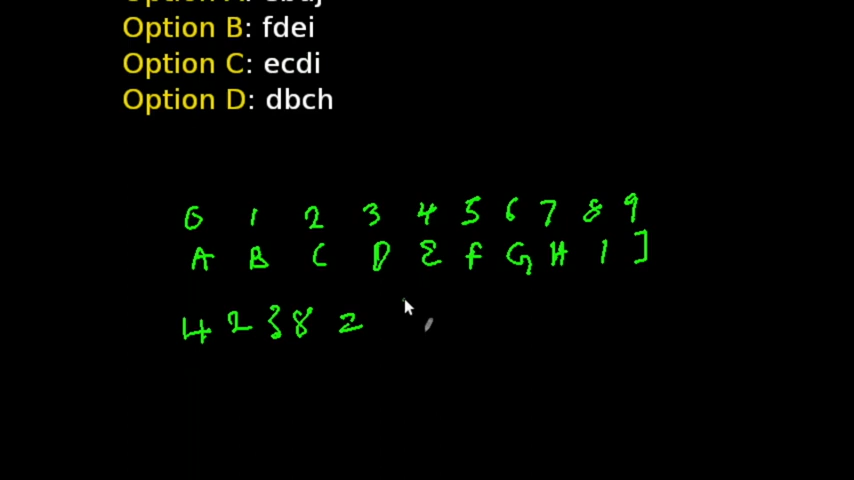 Option B: fdei
Option C: ecdi
Option D: dbch
0 1 2 3 4 5 6 7 8 9
A B C D E F G H I J
4 2 3 8 =